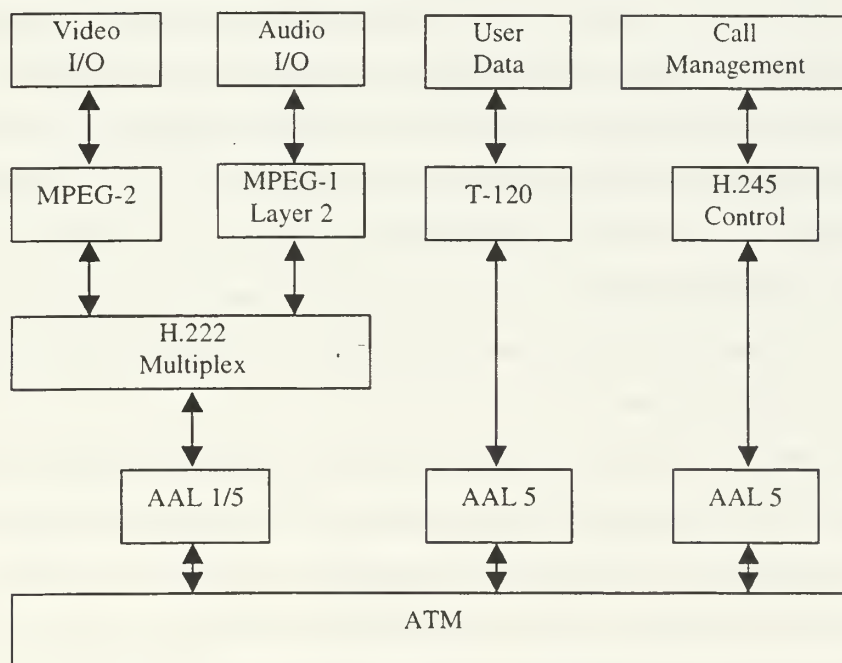 Video
I/O
Audio
I/O
User
Data
Call
Management
MPEG-2
MPEG-1
Layer 2
T-120
H.245
Control
H.222
Multiplex
AAL 1/5
AAL 5
AAL 5
ATM